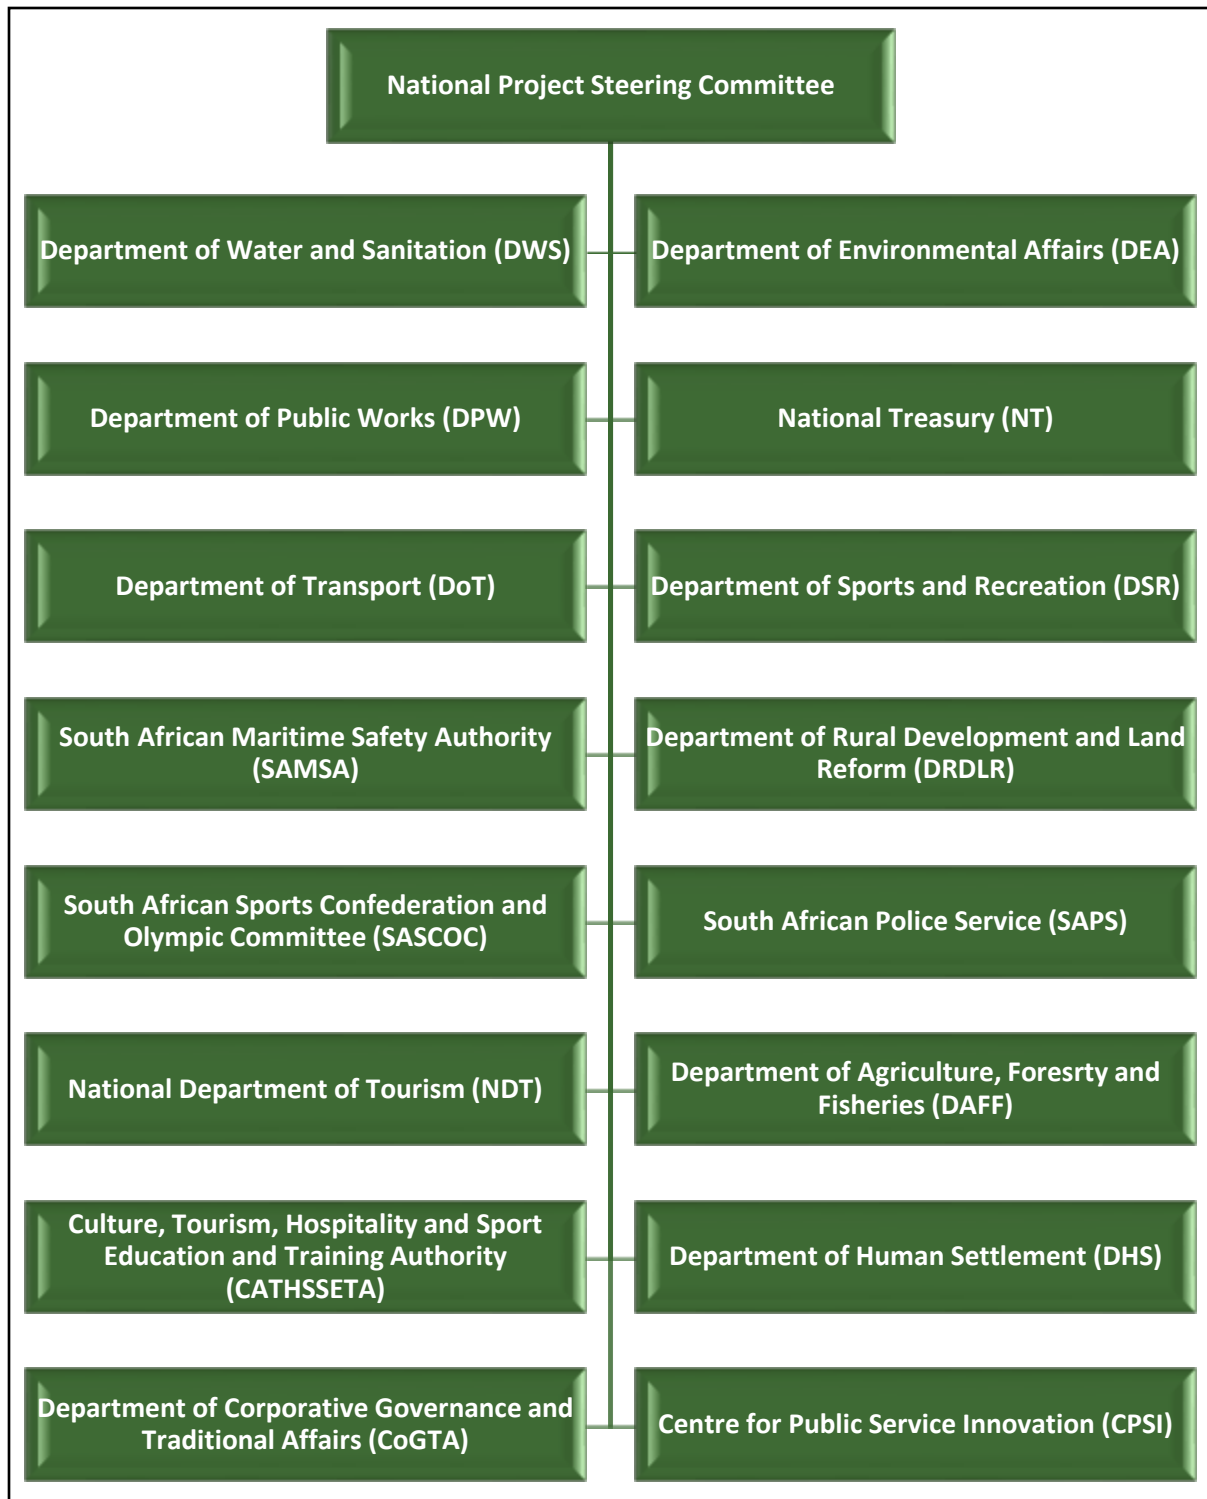 National Project Steering Committee
Department of Water and Sanitation (DWS)
Department of Environmental Affairs (DEA)
Department of Public Works (DPW)
National Treasury (NT)
Department of Transport (DoT)
Department of Sports and Recreation (DSR)
South African Maritime Safety Authority
(SAMSA)
Department of Rural Development and Land
Reform (DRDLR)
South African Sports Confederation and
Olympic Committee (SASCOC)
South African Police Service (SAPS)
National Department of Tourism (NDT)
Department of Agriculture, Foresrty and
Fisheries (DAFF)
Culture, Tourism, Hospitality and Sport
Education and Training Authority
(CATHSSETA)
Department of Human Settlement (DHS)
Department of Corporative Governance and
Traditional Affairs (CoGTA)
Centre for Public Service Innovation (CPSI)